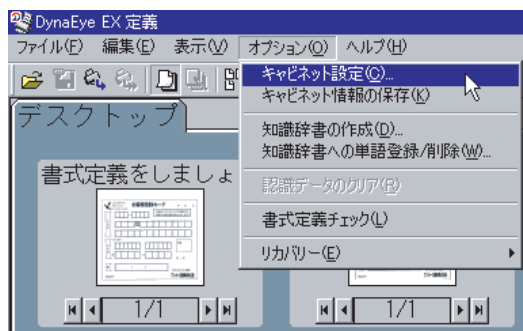 DynaEye EX 定義
ファイル(F) 編集(E) 表示(V) オプション(O) ヘルプ(H)
キャビネット設定(C)...
キャビネット情報の保存(K)
知識辞書の作成(D)...
知識辞書への単語登録/削除(W)...
認識データのクリア(R)
書式定義チェック(L)
リカバリー(E)
デスクトップ
書式定義をしましょ
1/1
1/1